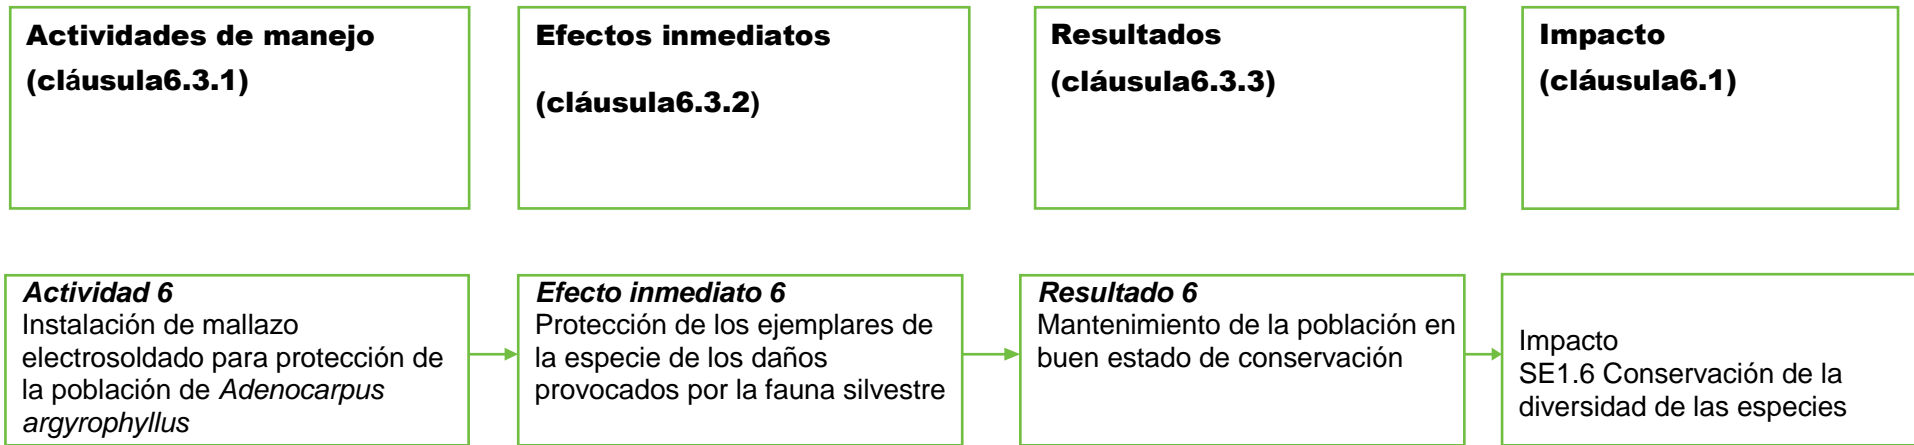 Actividades de manejo
(cláusula6.3.1)
Efectos inmediatos
(cláusula6.3.2)
Resultados
(cláusula6.3.3)
Impacto
(cláusula6.1)
Actividad 6
Instalación de mallazo
electrosoldado para protección de
la población de Adenocarpus
argyrophyllus
Efecto inmediato 6
Protección de los ejemplares de
la especie de los daños
provocados por la fauna silvestre
Resultado 6
Mantenimiento de la población en
buen estado de conservación
Impacto
SE1.6 Conservación de la
diversidad de las especies